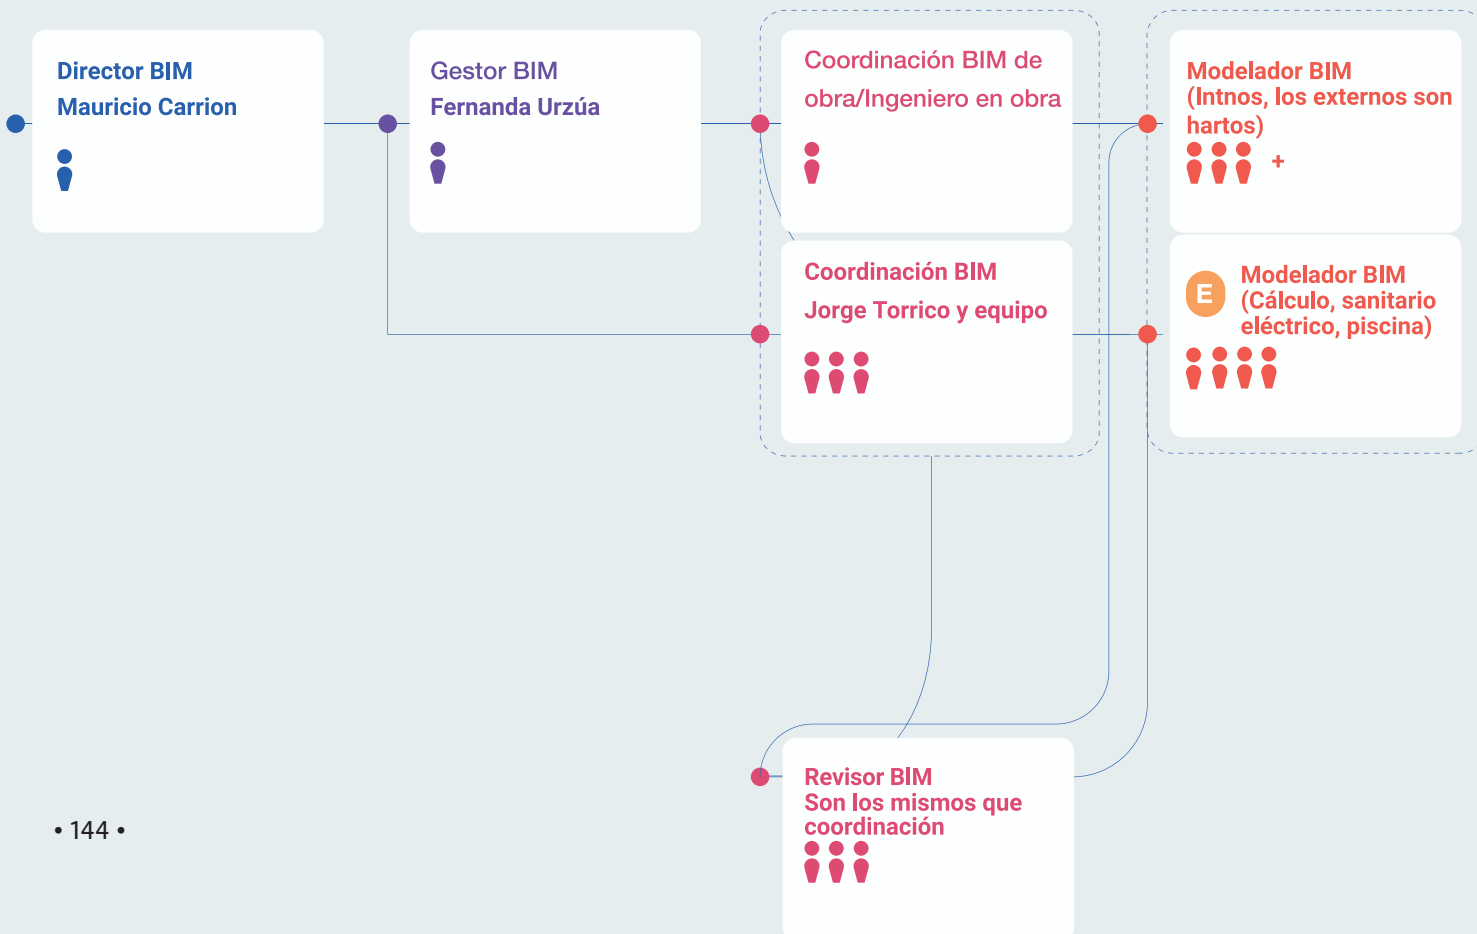 Director BIM
Mauricio Carrion
Gestor BIM
Fernanda Urzúa
Coordinación BIM de
obra/Ingeniero en obra
Modelador BIM
(Intnos, los externos son
hartos)
+
Coordinación BIM
Jorge Torrico y equipo
E
Modelador BIM
(Cálculo, sanitario
eléctrico, piscina)
Revisor BIM
Son los mismos que
coordinación
• 144 •